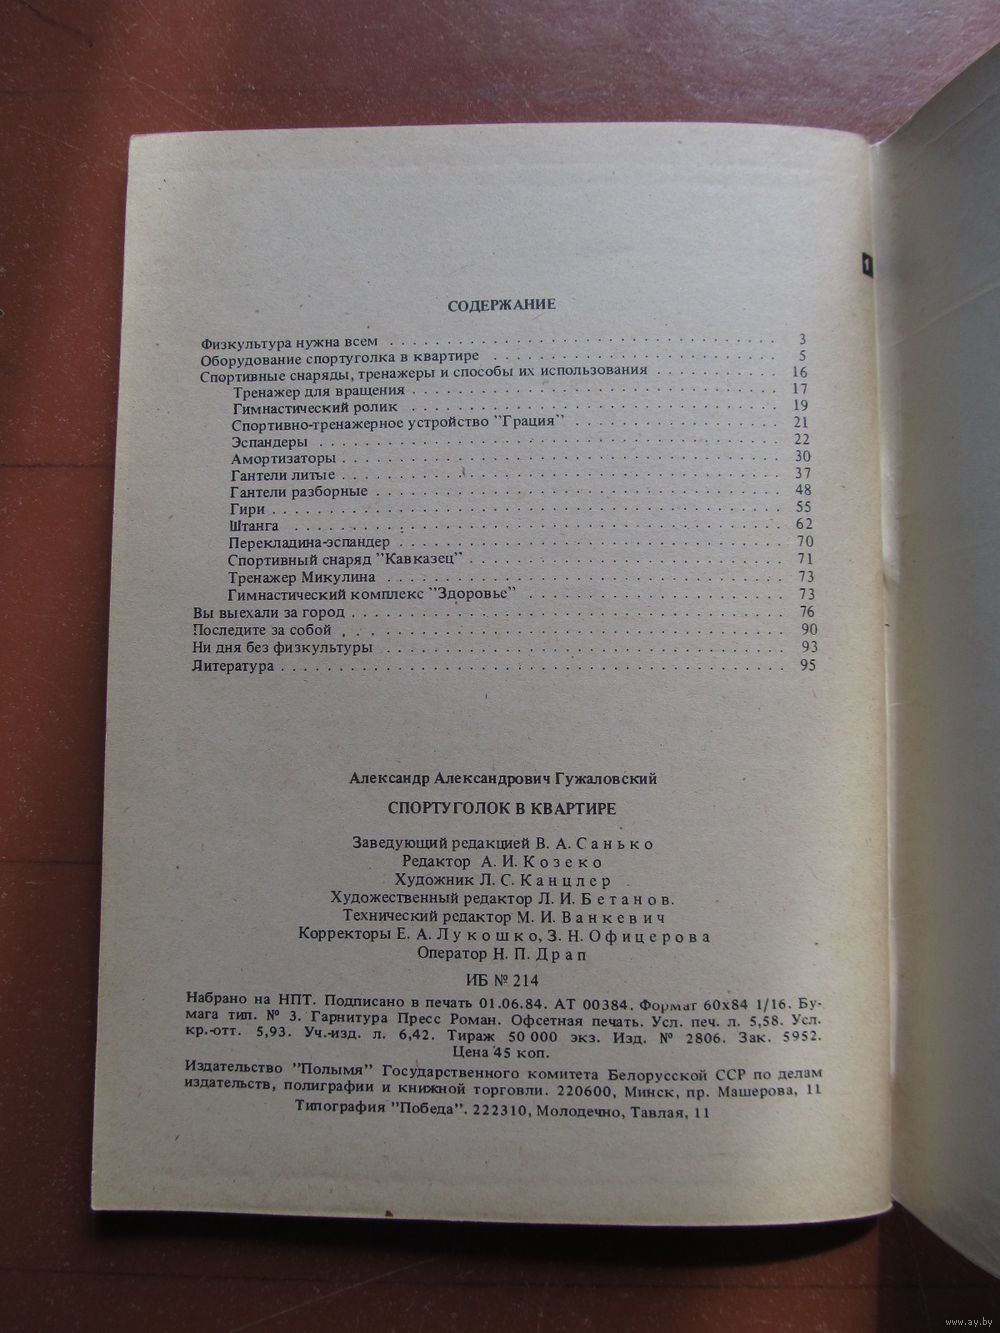 СОДЕРЖАНИЕ
Физкультура нужна всем . . . . . . . . . . . . . . . . . . . . . . . . . . . . . . . . 3
Оборудование спортуголка в квартире . . . . . . . . . . . . . . . . . . . . . . . 5
Спортивные снаряды, тренажеры и способы их использования . . . . . . . . . . 16
Тренажер для вращения . . . . . . . . . . . . . . . . . . . . . . . . . . . . . . 17
Гимнастический ролик . . . . . . . . . . . . . . . . . . . . . . . . . . . . . . 19
Спортивно-тренажерное устройство "Грация" . . . . . . . . . . . . . . . . . 21
Эспандеры . . . . . . . . . . . . . . . . . . . . . . . . . . . . . . . . . . . . . 22
Амортизаторы . . . . . . . . . . . . . . . . . . . . . . . . . . . . . . . . . . . 30
Гантели литые . . . . . . . . . . . . . . . . . . . . . . . . . . . . . . . . . . . 37
Гантели разборные . . . . . . . . . . . . . . . . . . . . . . . . . . . . . . . . 48
Гири . . . . . . . . . . . . . . . . . . . . . . . . . . . . . . . . . . . . . . . . 55
Штанга . . . . . . . . . . . . . . . . . . . . . . . . . . . . . . . . . . . . . . . 62
Перекладина-эспандер . . . . . . . . . . . . . . . . . . . . . . . . . . . . . . 70
Спортивный снаряд "Кавказец" . . . . . . . . . . . . . . . . . . . . . . . . . 71
Тренажер Микулина . . . . . . . . . . . . . . . . . . . . . . . . . . . . . . . 73
Гимнастический комплекс "Здоровье" . . . . . . . . . . . . . . . . . . . . . 73
Вы выехали за город . . . . . . . . . . . . . . . . . . . . . . . . . . . . . . . . . 76
Последите за собой . . . . . . . . . . . . . . . . . . . . . . . . . . . . . . . . . . 90
Ни дня без физкультуры . . . . . . . . . . . . . . . . . . . . . . . . . . . . . . . 93
Литература . . . . . . . . . . . . . . . . . . . . . . . . . . . . . . . . . . . . . . . 95
Александр Александрович Гужаловский
СПОРТУГОЛОК В КВАРТИРЕ
Заведующий редакцией В. А. Санько
Редактор А. И. Козеко
Художник Л. С. Канцлер
Художественный редактор Л. И. Бетанов.
Технический редактор М. И. Ванкевич
Корректоры Е. А. Лукошко, З. Н. Офицерова
Оператор Н. П. Драп
ИБ № 214
Набрано на НПТ. Подписано в печать 01.06.84. АТ 00384. Формат 60x84 1/16. Бу-
мага тип. № 3. Гарнитура Пресс Роман. Офсетная печать. Усл. печ. л. 5,58. Усл.
кр.-отт. 5,93. Уч.-изд. л. 6,42. Тираж 50 000 экз. Изд. № 2806. Зак. 5952.
Цена 45 коп.
Издательство "Полымя" Государственного комитета Белорусской ССР по делам
издательств, полиграфии и книжной торговли. 220600, Минск, пр. Машерова, 11
Типография "Победа". 222310, Молодечно, Тавлая, 11
1
www.ay.by